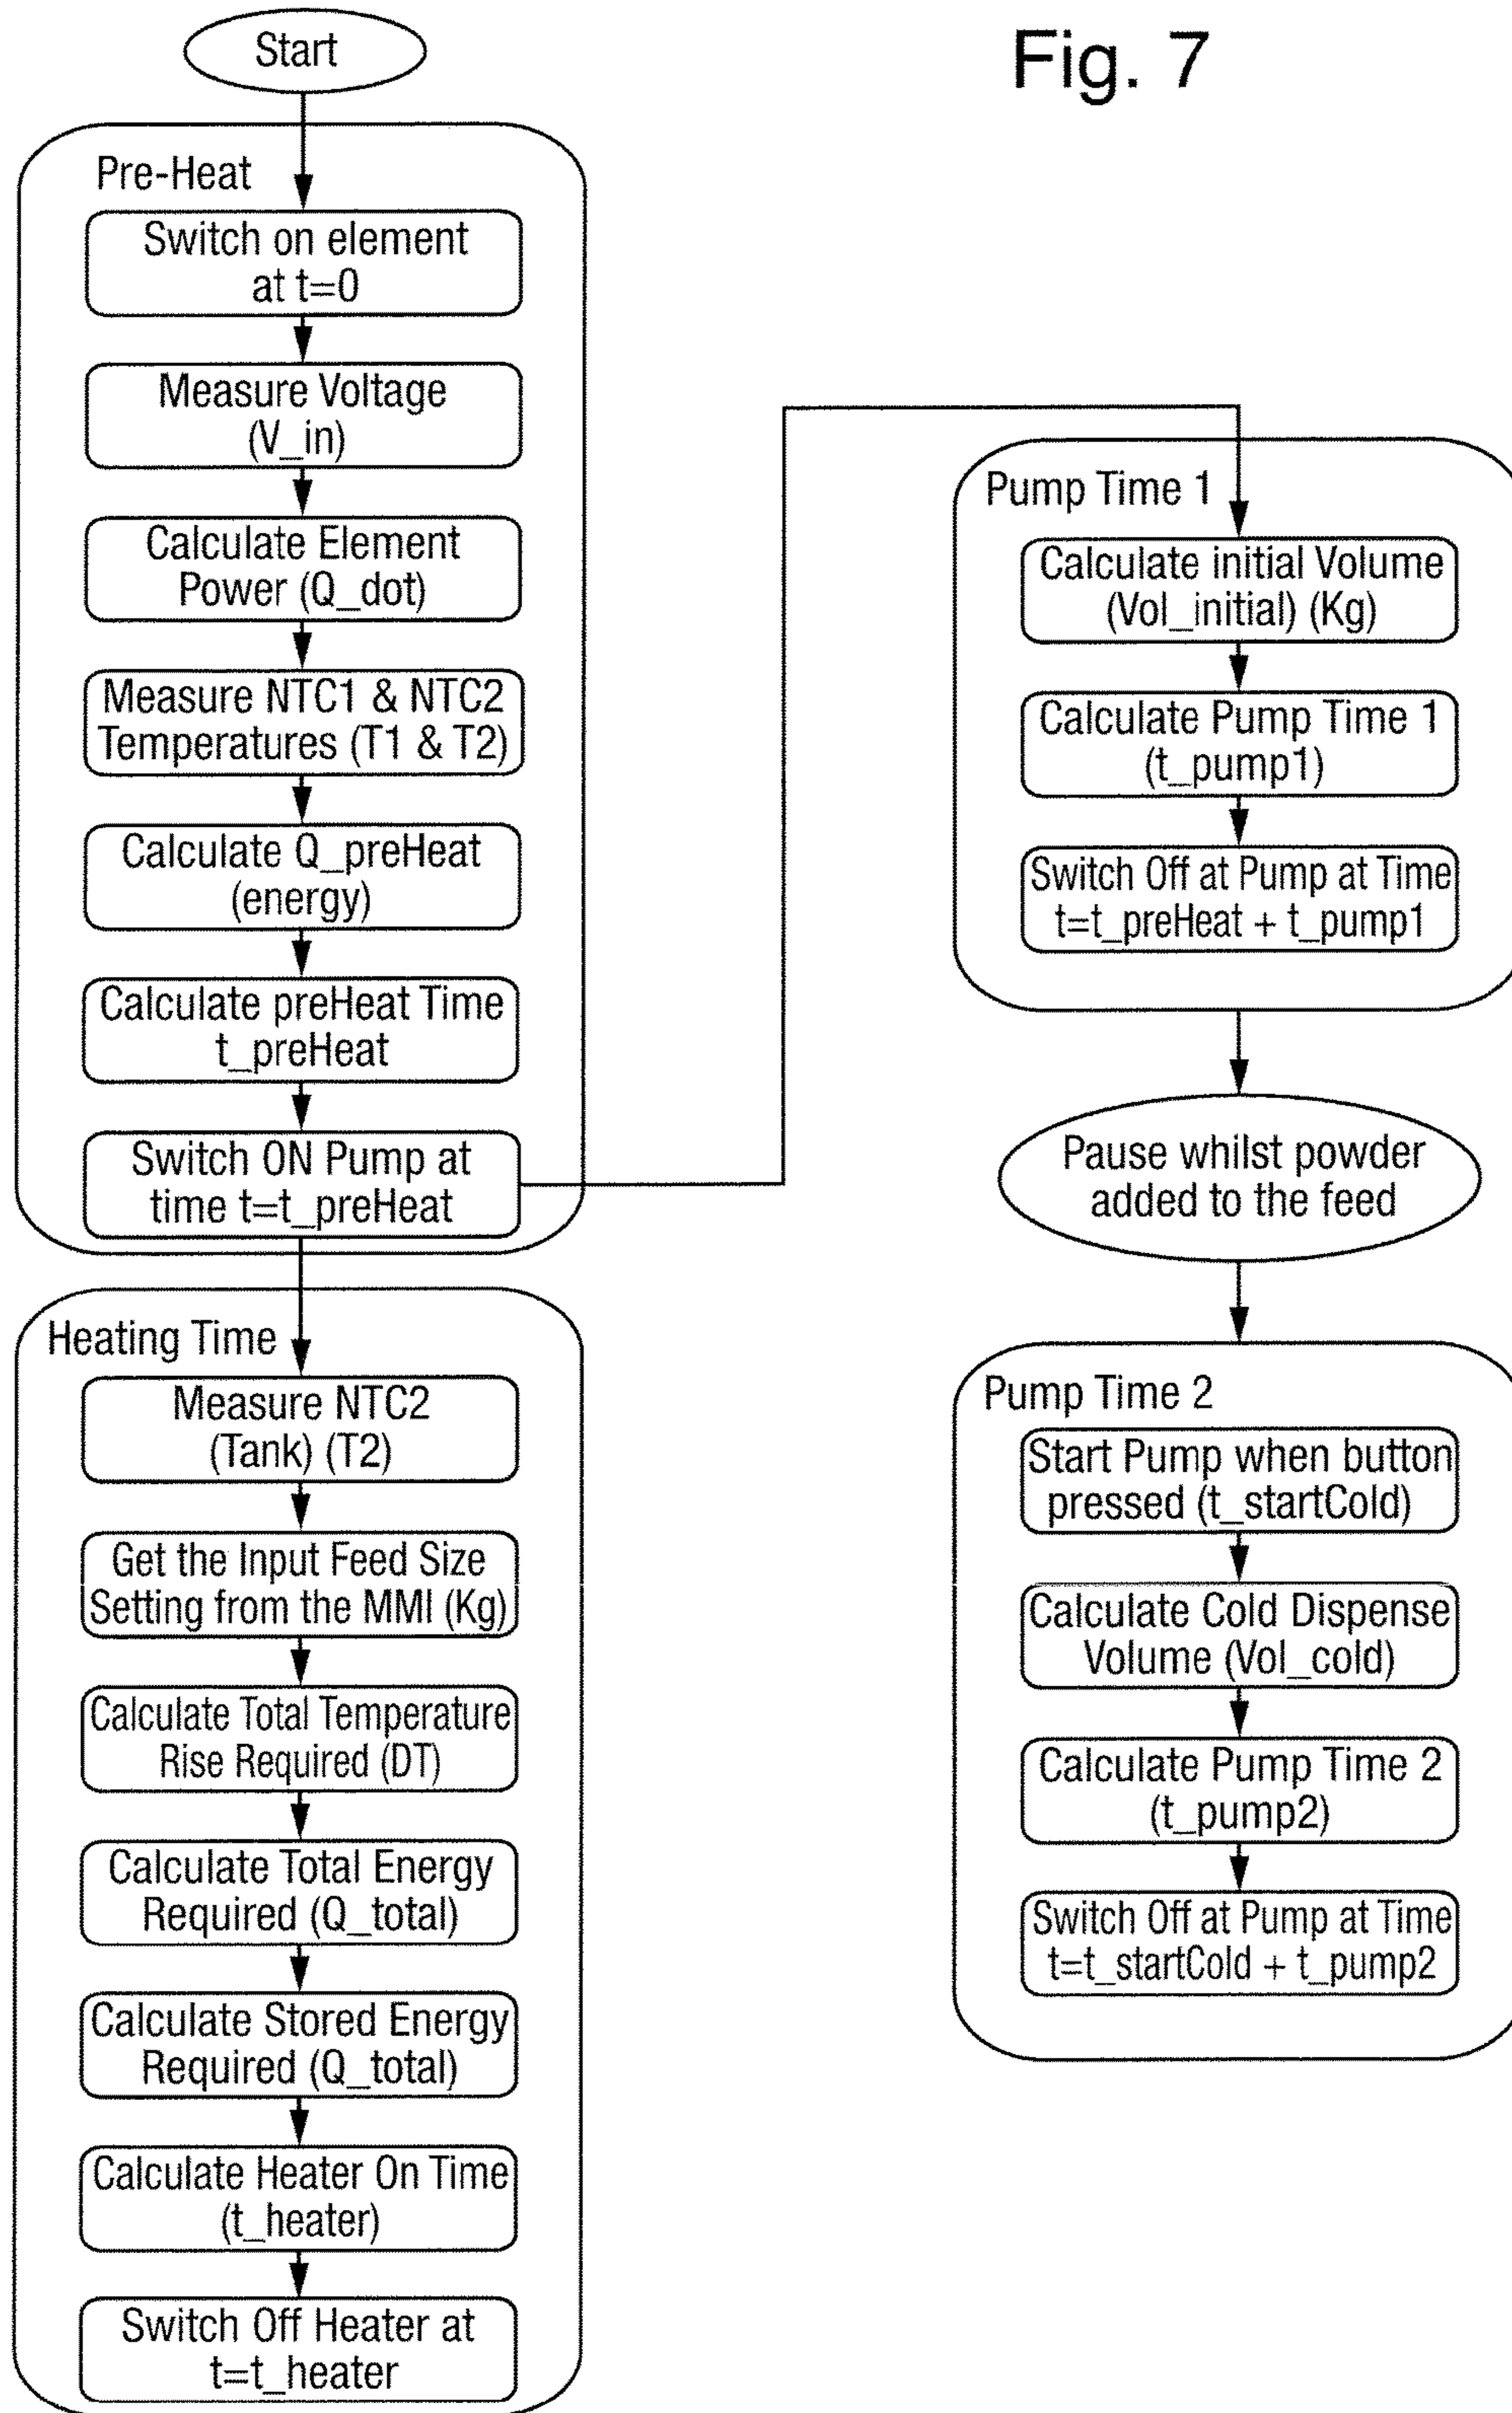 Fig. 7
Start
Pre-Heat
Switch on element
at t=0
Measure Voltage
(V_in)
Calculate Element
Power (Q_dot)
Measure NTC1 & NTC2
Temperatures (T1 & T2)
Calculate Q_preHeat
(energy)
Calculate preHeat Time
t_preHeat
Switch ON Pump at
time t=t_preHeat
Heating Time
Measure NTC2
(Tank) (T2)
Get the Input Feed Size
Setting from the MMI (Kg)
Calculate Total Temperature
Rise Required (DT)
Calculate Total Energy
Required (Q_total)
Calculate Stored Energy
Required (Q_total)
Calculate Heater On Time
(t_heater)
Switch Off Heater at
t=t_heater
Pump Time 1
Calculate initial Volume
(Vol_initial) (Kg)
Calculate Pump Time 1
(t_pump1)
Switch Off at Pump at Time
t=t_preHeat + t_pump1
Pause whilst powder
added to the feed
Pump Time 2
Start Pump when button
pressed (t_startCold)
Calculate Cold Dispense
Volume (Vol_cold)
Calculate Pump Time 2
(t_pump2)
Switch Off at Pump at Time
t=t_startCold + t_pump2